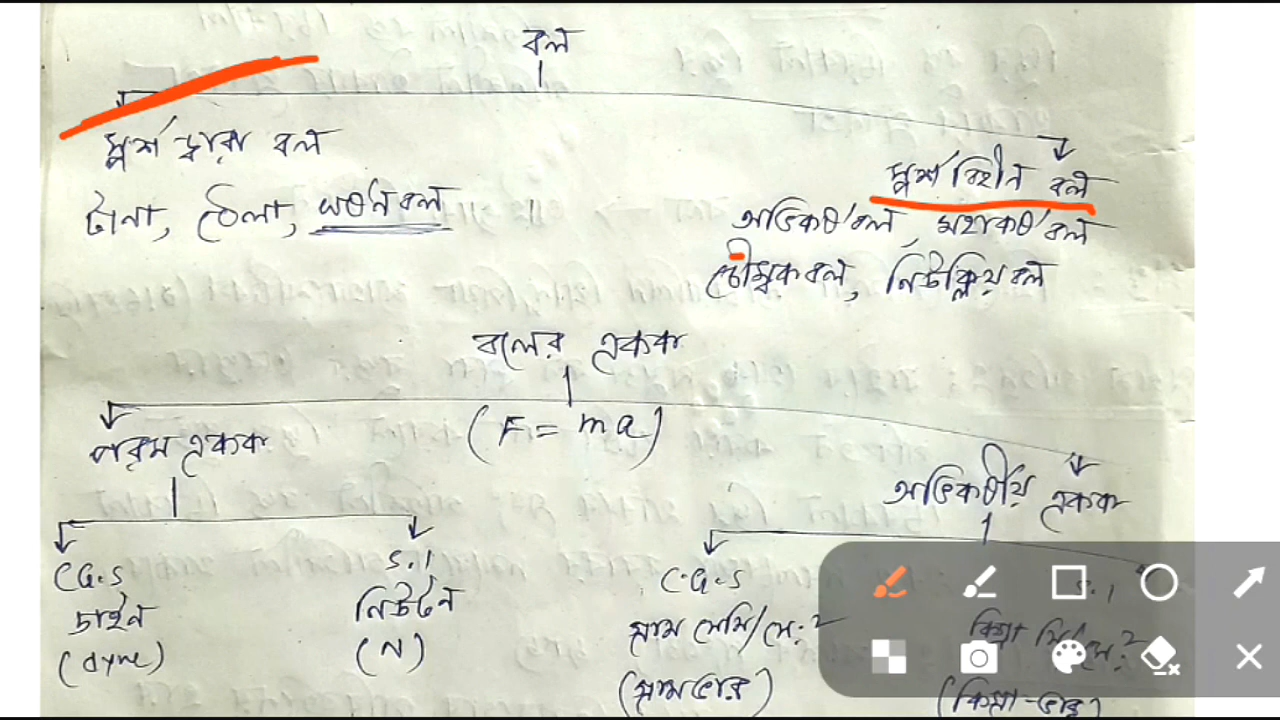 বল
স্পর্শ দ্বারা বল
স্পর্শ বিহীন বল
টানা, ঠেলা, ঘর্ষন বল
অভিকর্ষ বল, মহাকর্ষ বল
চৌম্বক বল, নিউক্লিয় বল
বলের একক
(F = ma)
পরম একক
অভিকর্ষীয় একক
C.G.S
S.I
C.G.S
S.I
ডাইন
নিউটন
গ্রাম সেমি/সে:²
কিগ্রা মি/সে:²
(dyne)
(N)
(গ্রামভার)
(কিগ্রা-ভার)